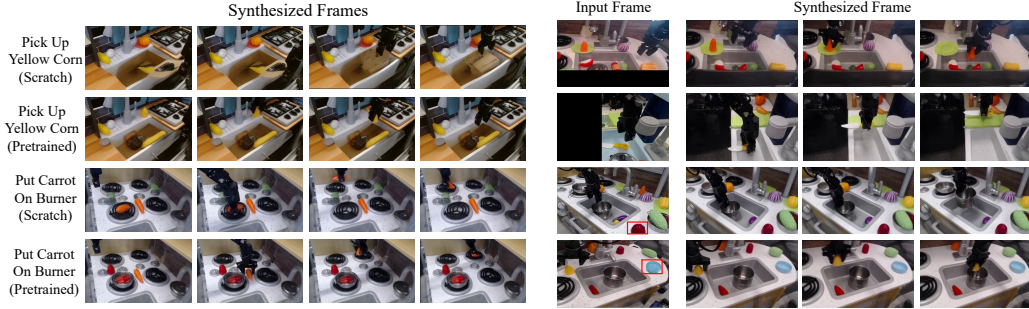 Synthesized Frames
Pick Up
Yellow Corn
(Scratch)
Pick Up
Yellow Corn
(Pretrained)
Put Carrot
On Burner
(Scratch)
Put Carrot
On Burner
(Pretrained)
Input Frame
Synthesized Frame